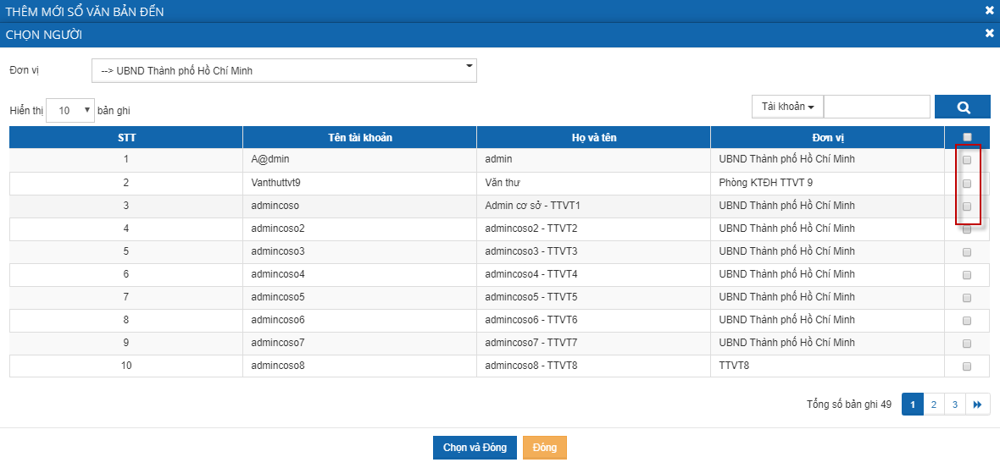 THÊM MỚI SỔ VĂN BẢN ĐẾN
CHỌN NGƯỜI
Đơn vị --> UBND Thành phố Hồ Chí Minh
Hiển thị 10 bản ghi Tài khoản
STT Tên tài khoản Họ và tên Đơn vị
1 A@dmin admin UBND Thành phố Hồ Chí Minh
2 Vanthuttvt9 Văn thư Phòng KTĐH TTVT 9
3 admincoso Admin cơ sở - TTVT1 UBND Thành phố Hồ Chí Minh
4 admincoso2 admincoso2 - TTVT2 UBND Thành phố Hồ Chí Minh
5 admincoso3 admincoso3 - TTVT3 UBND Thành phố Hồ Chí Minh
6 admincoso4 admincoso4 - TTVT4 UBND Thành phố Hồ Chí Minh
7 admincoso5 admincoso5 - TTVT5 UBND Thành phố Hồ Chí Minh
8 admincoso6 admincoso6 - TTVT6 UBND Thành phố Hồ Chí Minh
9 admincoso7 admincoso7 - TTVT7 UBND Thành phố Hồ Chí Minh
10 admincoso8 admincoso8 - TTVT8 TTVT8
Tổng số bản ghi 49 1 2 3
Chọn và Đóng Đóng